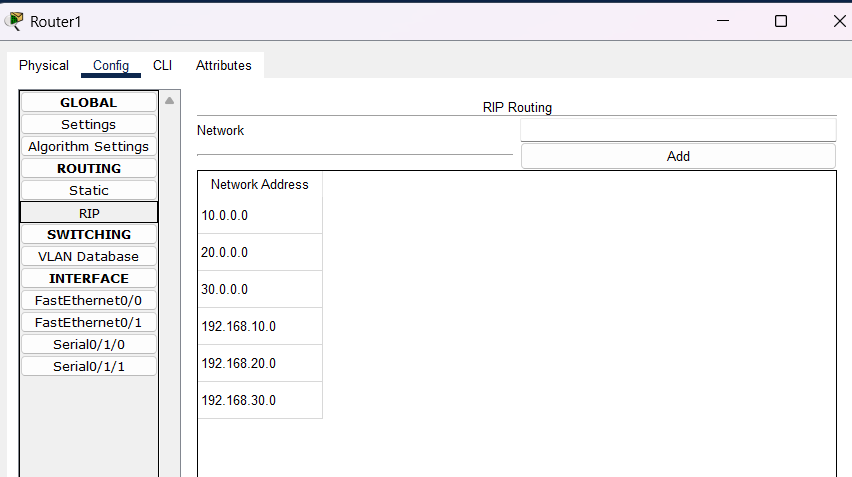 Router1
Physical Config CLI Attributes
GLOBAL
Settings
Algorithm Settings
ROUTING
Static
RIP
SWITCHING
VLAN Database
INTERFACE
FastEthernet0/0
FastEthernet0/1
Serial0/1/0
Serial0/1/1
RIP Routing
Network
Add
Network Address
10.0.0.0
20.0.0.0
30.0.0.0
192.168.10.0
192.168.20.0
192.168.30.0